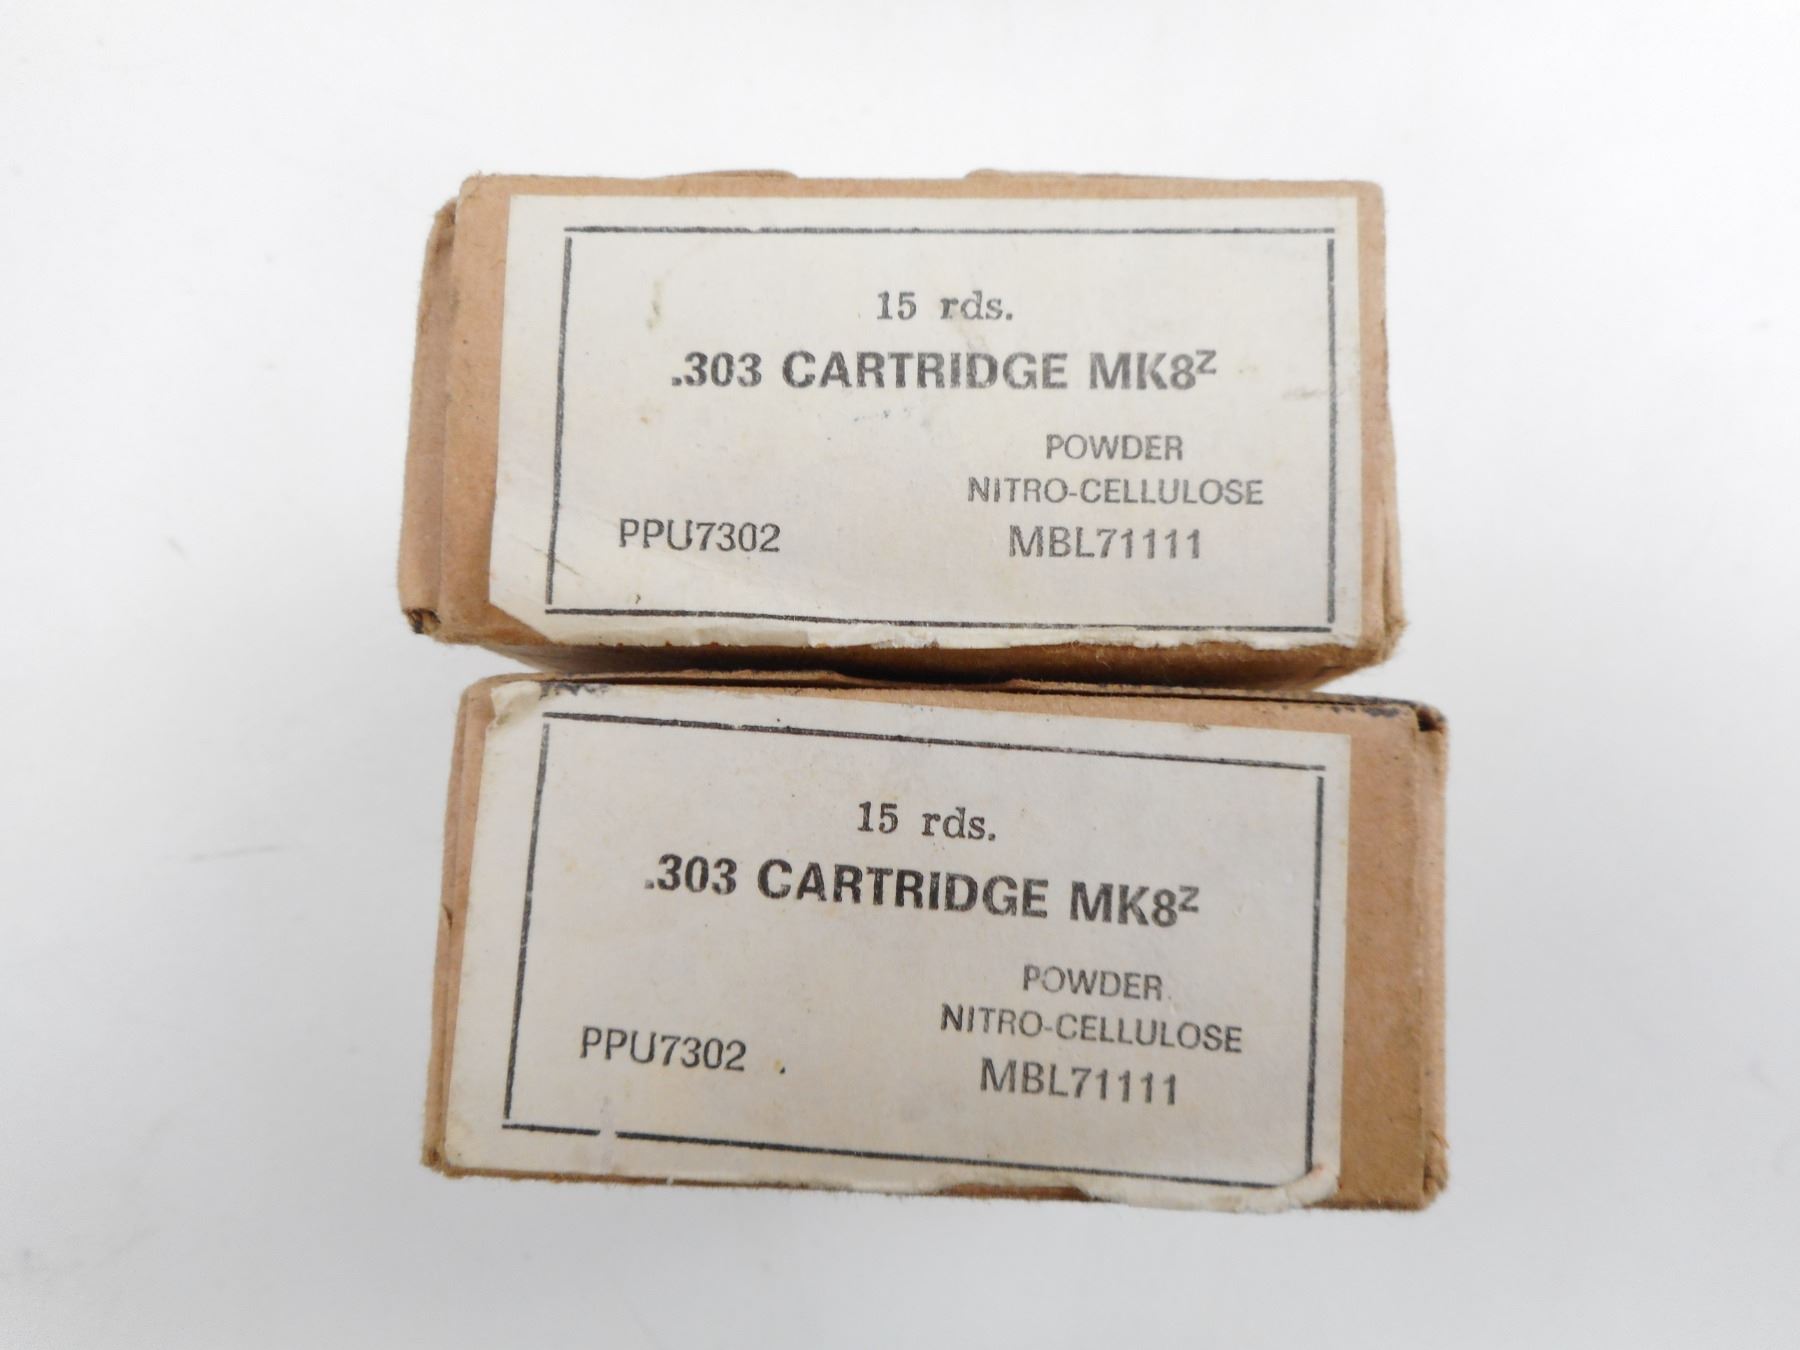 15 rds.
.303 CARTRIDGE MK8ᶻ
POWDER
NITRO-CELLULOSE
PPU7302 MBL71111
15 rds.
.303 CARTRIDGE MK8ᶻ
POWDER
NITRO-CELLULOSE
PPU7302 MBL71111